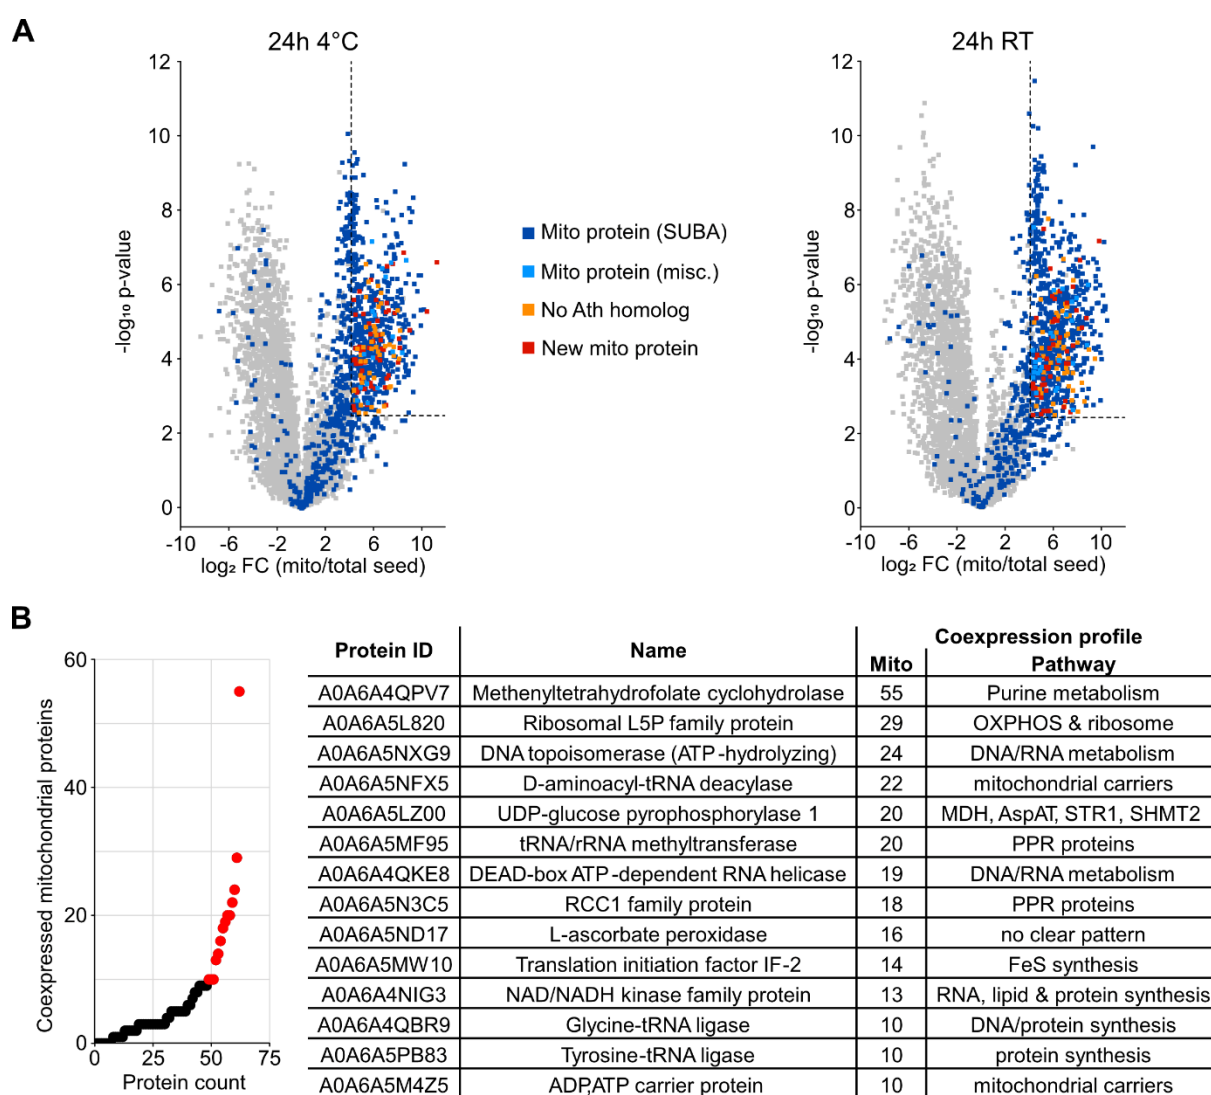 A
24h 4°C
24h RT
12
10
8
6
4
2
0
-log₁₀ p-value
-10
-6
-2
2
6
10
log₂ FC (mito/total seed)
Mito protein (SUBA)
Mito protein (misc.)
No Ath homolog
New mito protein
12
10
8
6
4
2
0
-log₁₀ p-value
-10
-6
-2
2
6
10
log₂ FC (mito/total seed)
B
60
40
20
0
Coexpressed mitochondrial proteins
0
25
50
75
Protein count
Protein ID Name Coexpression profile
Mito Pathway
A0A6A4QPV7 Methenyltetrahydrofolate cyclohydrolase 55 Purine metabolism
A0A6A5L820 Ribosomal L5P family protein 29 OXPHOS & ribosome
A0A6A5NXG9 DNA topoisomerase (ATP-hydrolyzing) 24 DNA/RNA metabolism
A0A6A5NFX5 D-aminoacyl-tRNA deacylase 22 mitochondrial carriers
A0A6A5LZ00 UDP-glucose pyrophosphorylase 1 20 MDH, AspAT, STR1, SHMT2
A0A6A5MF95 tRNA/rRNA methyltransferase 20 PPR proteins
A0A6A4QKE8 DEAD-box ATP-dependent RNA helicase 19 DNA/RNA metabolism
A0A6A5N3C5 RCC1 family protein 18 PPR proteins
A0A6A5ND17 L-ascorbate peroxidase 16 no clear pattern
A0A6A5MW10 Translation initiation factor IF-2 14 FeS synthesis
A0A6A4NIG3 NAD/NADH kinase family protein 13 RNA, lipid & protein synthesis
A0A6A4QBR9 Glycine-tRNA ligase 10 DNA/protein synthesis
A0A6A5PB83 Tyrosine-tRNA ligase 10 protein synthesis
A0A6A5M4Z5 ADP,ATP carrier protein 10 mitochondrial carriers